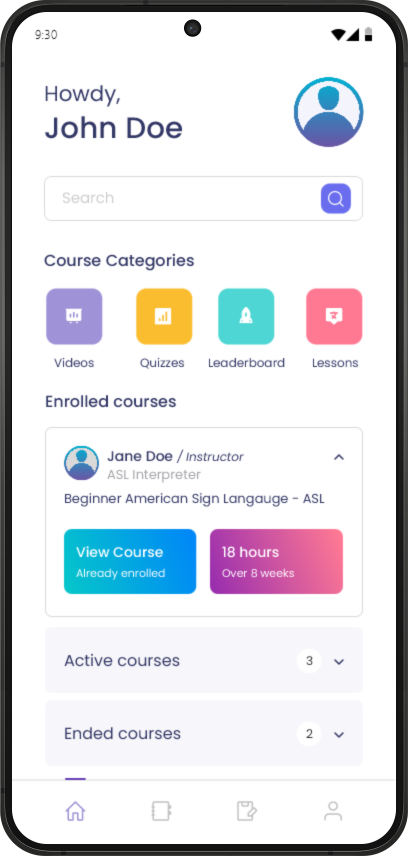 9:30
Howdy,
John Doe
Search
Course Categories
Videos Quizzes Leaderboard Lessons
Enrolled courses
Jane Doe / Instructor
ASL Interpreter
Beginner American Sign Langauge - ASL
View Course 18 hours
Already enrolled Over 8 weeks
Active courses 3
Ended courses 2